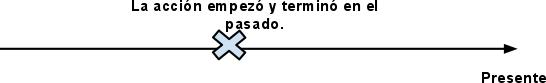 La acción empezó y terminó en el
pasado.
Presente